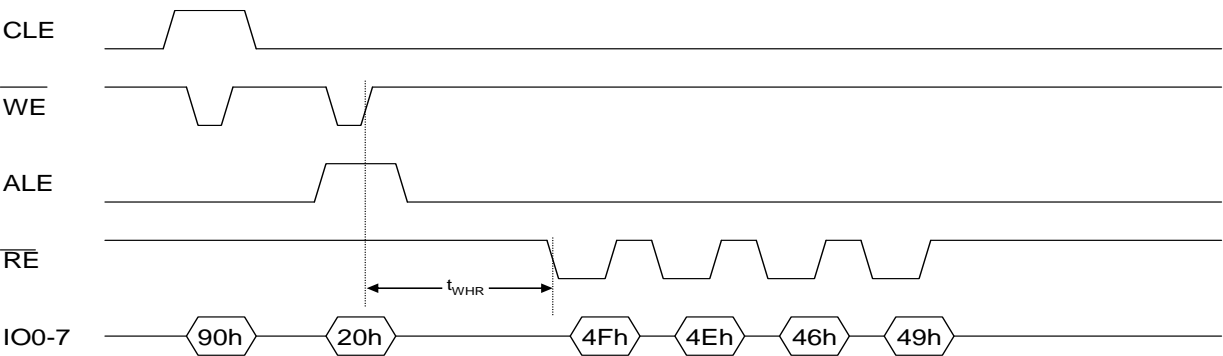 CLE
WE
ALE
RE
tWHR
IO0-7 90h 20h 4Fh 4Eh 46h 49h